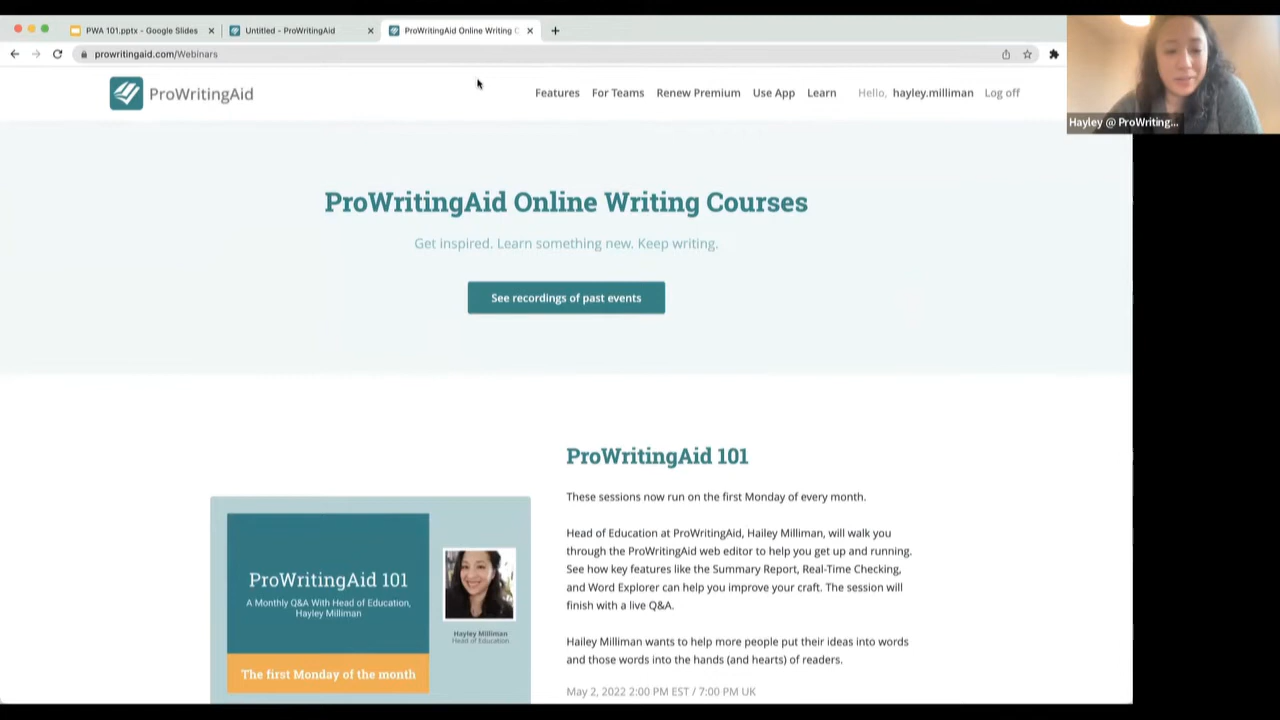 PWA 101.pptx - Google Slides
Untitled - ProWritingAid
ProWritingAid Online Writing C
prowritingaid.com/Webinars
Hayley @ ProWriting...
ProWritingAid
Features
For Teams
Renew Premium
Use App
Learn
Hello, hayley.milliman
Log off
ProWritingAid Online Writing Courses
Get inspired. Learn something new. Keep writing.
See recordings of past events
ProWritingAid 101
These sessions now run on the first Monday of every month.
Head of Education at ProWritingAid, Hailey Milliman, will walk you
through the ProWritingAid web editor to help you get up and running.
See how key features like the Summary Report, Real-Time Checking,
and Word Explorer can help you improve your craft. The session will
finish with a live Q&A.
Hailey Milliman wants to help more people put their ideas into words
and those words into the hands (and hearts) of readers.
May 2, 2022 2:00 PM EST / 7:00 PM UK
ProWritingAid 101
A Monthly Q&A With Head of Education,
Hayley Milliman
The first Monday of the month
Hayley Milliman
Head of Education